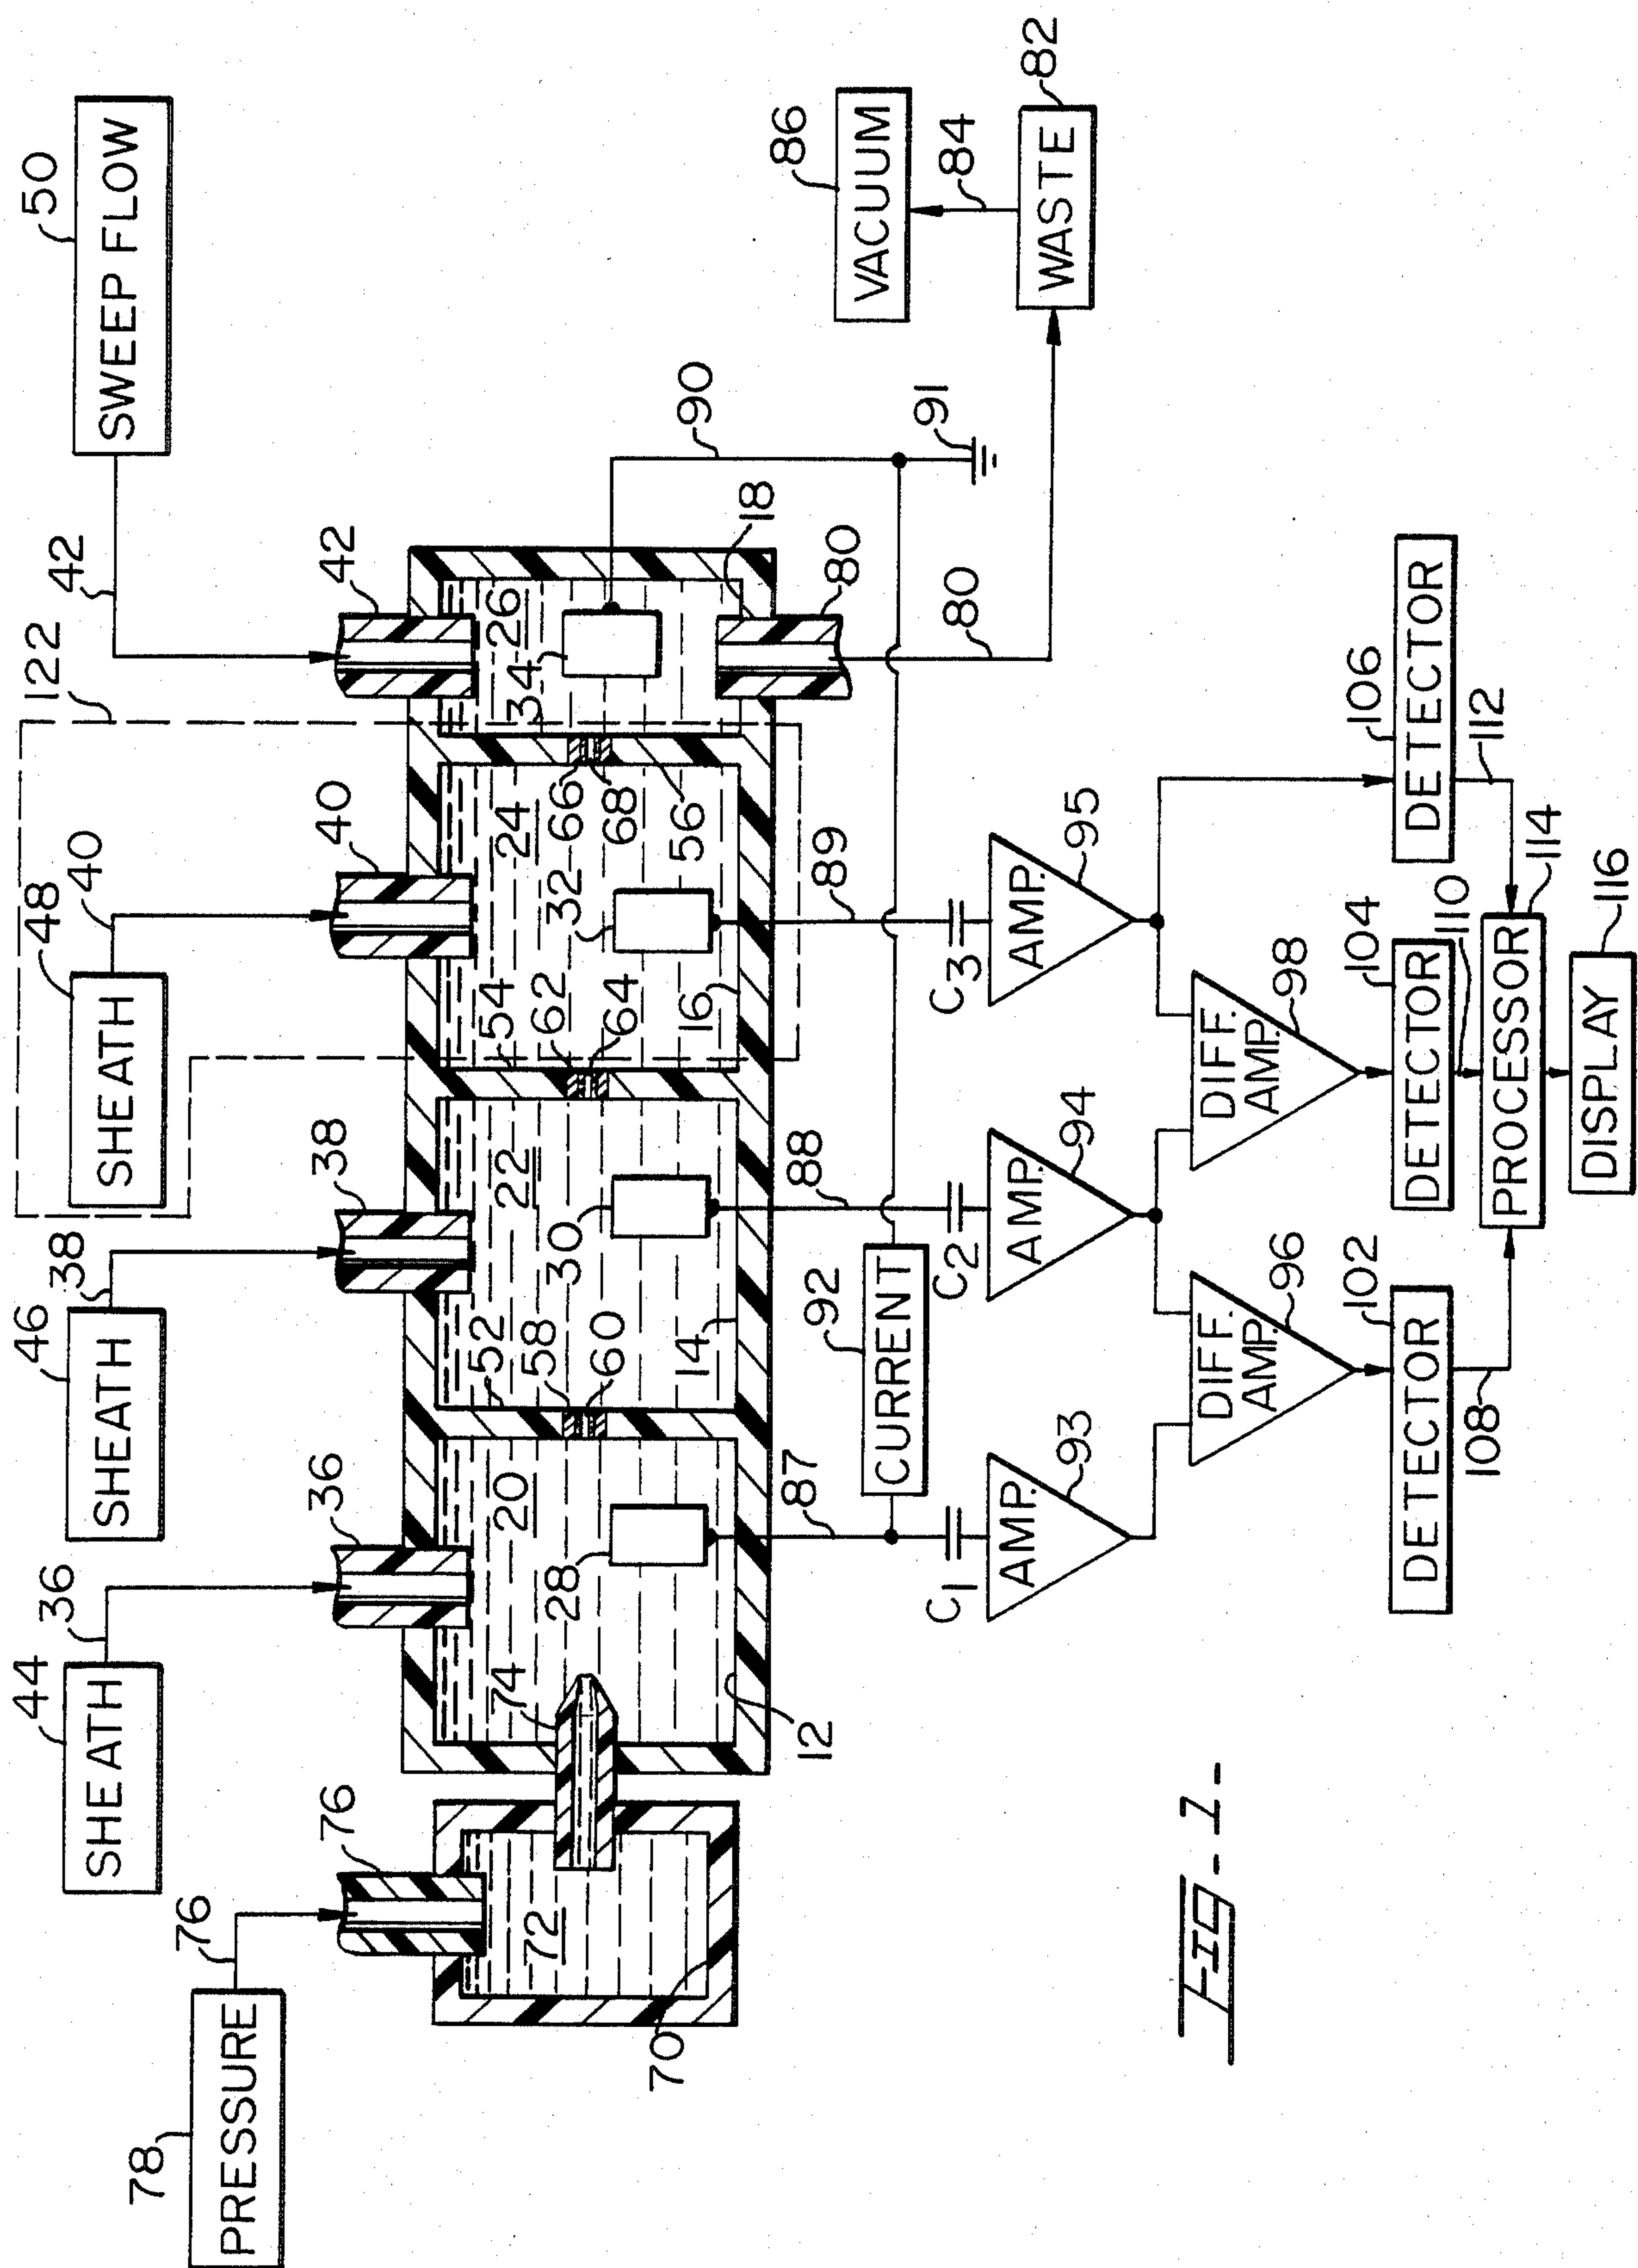 50
SWEEP FLOW
42
42
122
48
SHEATH
40
40
46
SHEATH
38
38
44
SHEATH
36
36
78
PRESSURE
76
76
86
VACUUM
84
82
WASTE
90
91
18
80
80
26
34
24
66
68
56
32
54
62
64
16
22
30
52
58
60
14
20
28
74
12
72
70
87
88
89
92
CURRENT
C1
C2
C3
AMP.
93
AMP.
94
AMP.
95
DIFF. AMP.
96
DIFF. AMP.
98
102
DETECTOR
104
DETECTOR
106
DETECTOR
108
110
112
PROCESSOR
114
DISPLAY
116
FIG-1-